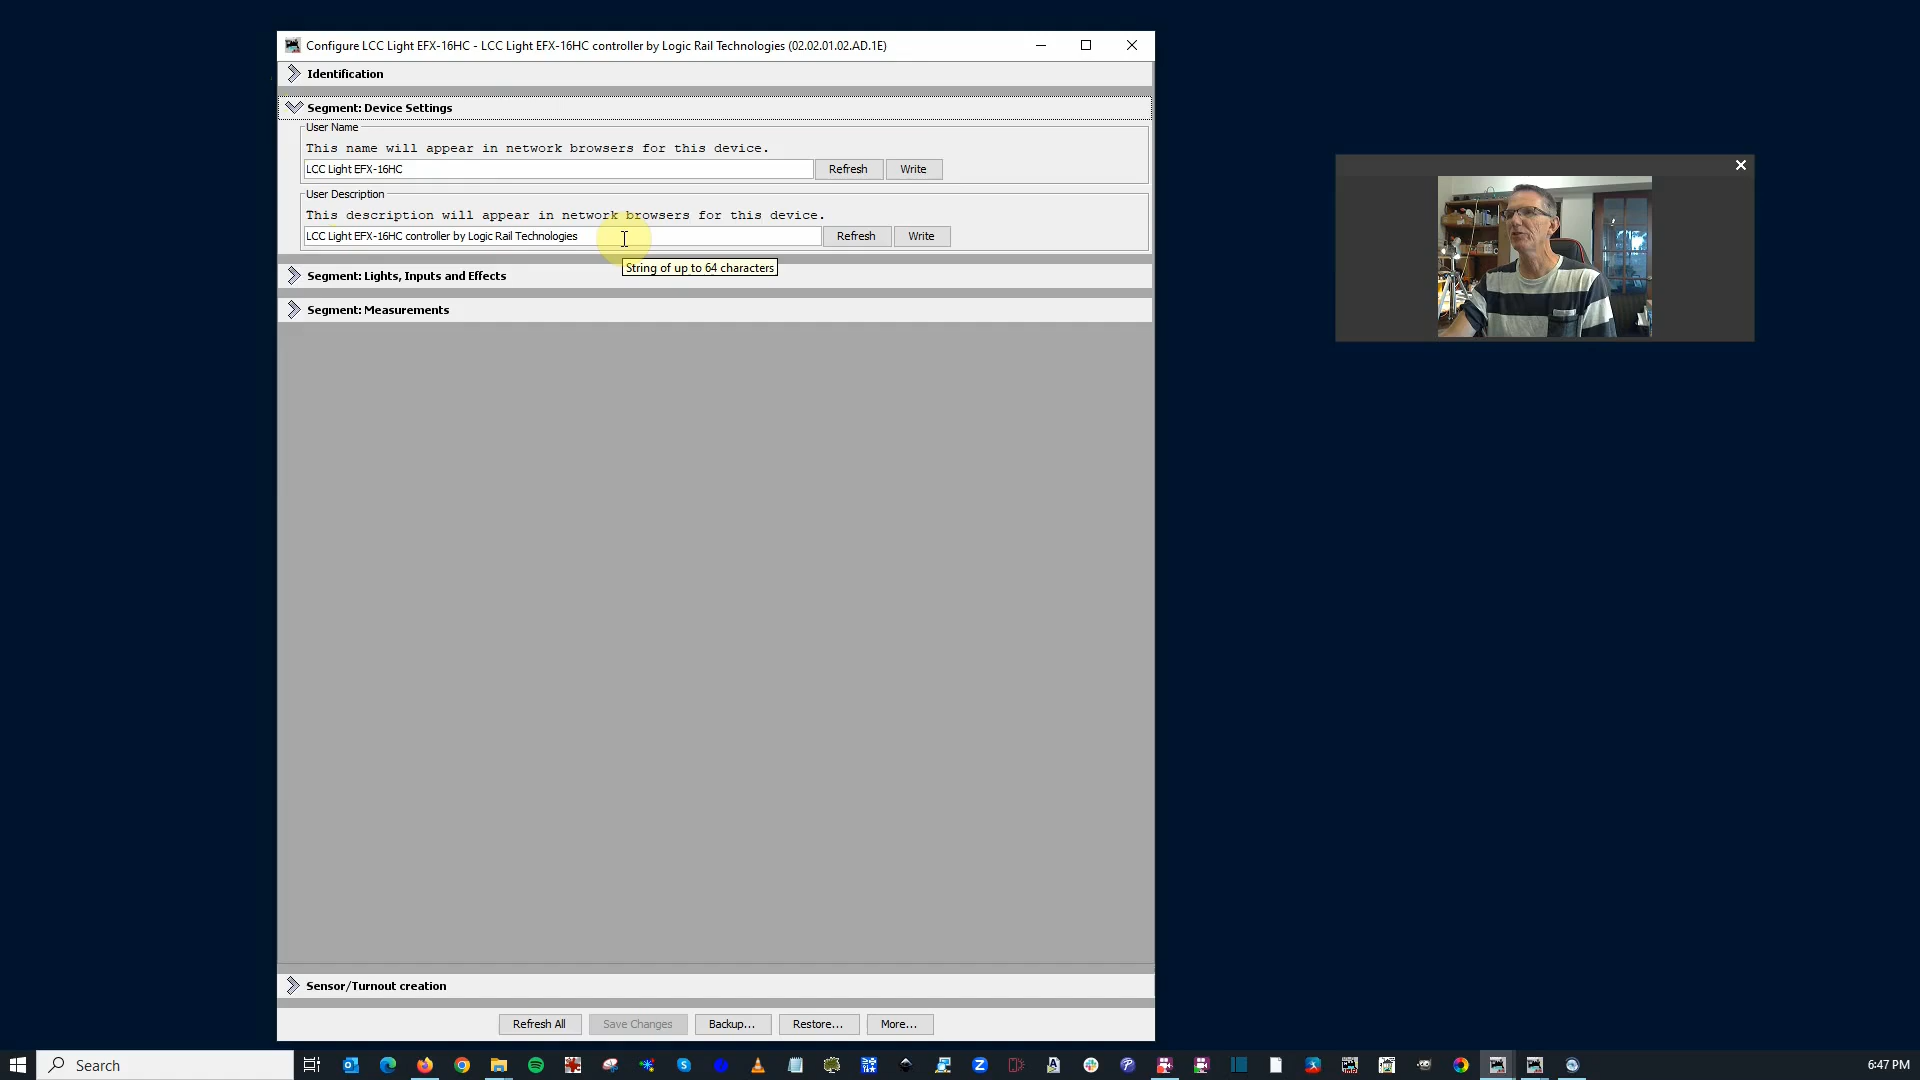 Configure LCC Light EFX-16HC - LCC Light EFX-16HC controller by Logic Rail Technologies (02.02.01.02.AD.1E)
Identification
Segment: Device Settings
User Name
This name will appear in network browsers for this device.
LCC Light EFX-16HC
Refresh
Write
User Description
This description will appear in network browsers for this device.
LCC Light EFX-16HC controller by Logic Rail Technologies
Refresh
Write
String of up to 64 characters
Segment: Lights, Inputs and Effects
Segment: Measurements
Sensor/Turnout creation
Refresh All
Save Changes
Backup...
Restore...
More...
Search
6:47 PM